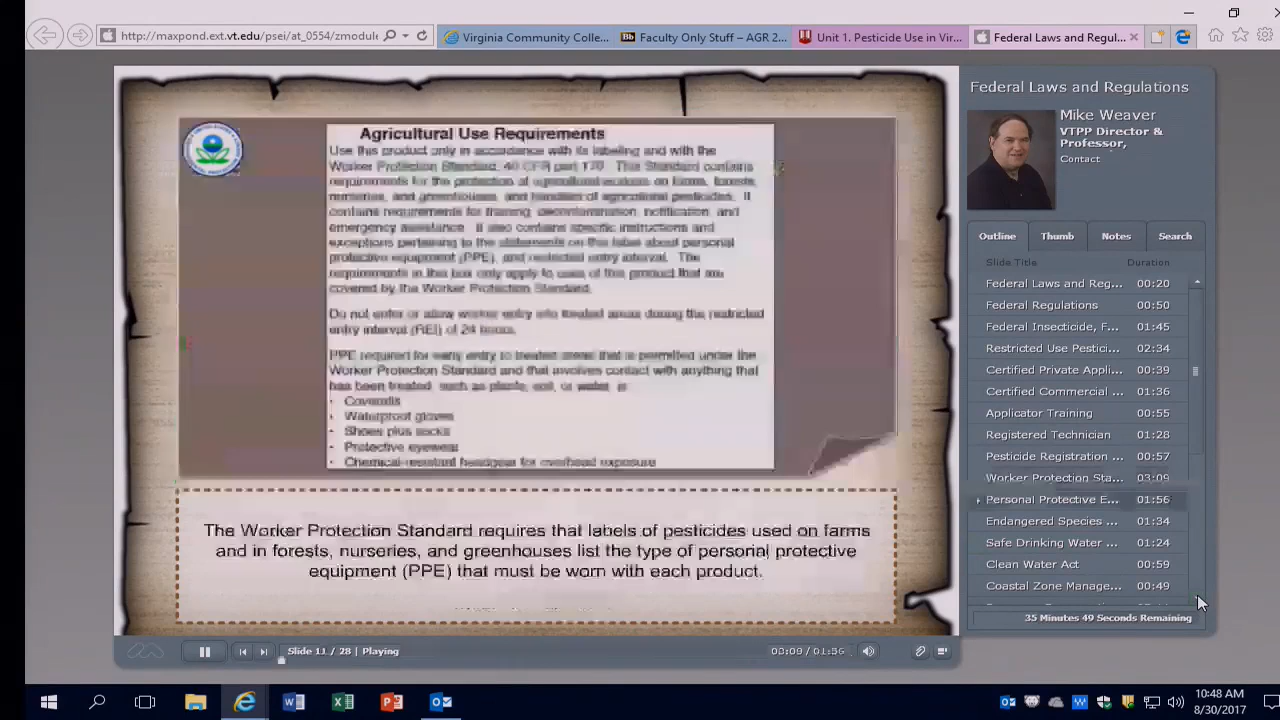 http://maxpond.ext.vt.edu/psei/at_0554/zmodule
Virginia Community Colle...
Bb Faculty Only Stuff – AGR 2...
Unit 1. Pesticide Use in Vir...
Federal Laws and Regul...
Agricultural Use Requirements
Use this product only in accordance with its labeling and with the
Worker Protection Standard, 40 CFR part 170. This Standard contains
requirements for the protection of agricultural workers on farms, forests,
nurseries, and greenhouses, and handlers of agricultural pesticides. It
contains requirements for training, decontamination, notification, and
emergency assistance. It also contains specific instructions and
exceptions pertaining to the statements on this label about personal
protective equipment (PPE), and restricted entry interval. The
requirements in this box only apply to uses of this product that are
covered by the Worker Protection Standard.
Do not enter or allow worker entry into treated areas during the restricted
entry interval (REI) of 24 hours.
PPE required for early entry to treated areas that is permitted under the
Worker Protection Standard and that involves contact with anything that
has been treated, such as plants, soil, or water, is
• Coveralls
• Waterproof gloves
• Shoes plus socks
• Protective eyewear
• Chemical-resistant headgear for overhead exposure
The Worker Protection Standard requires that labels of pesticides used on farms
and in forests, nurseries, and greenhouses list the type of personal protective
equipment (PPE) that must be worn with each product.
Slide 11 / 28 | Playing
00:09 / 01:56
Federal Laws and Regulations
Mike Weaver
VTPP Director &
Professor,
Contact
Outline Thumb Notes Search
Slide Title Duration
Federal Laws and Reg... 00:20
Federal Regulations 00:50
Federal Insecticide, F... 01:45
Restricted Use Pestici... 02:34
Certified Private Appli... 00:39
Certified Commercial ... 01:36
Applicator Training 00:55
Registered Technician 01:28
Pesticide Registration ... 00:57
Worker Protection Sta... 03:09
Personal Protective E... 01:56
Endangered Species ... 01:34
Safe Drinking Water ... 01:24
Clean Water Act 00:59
Coastal Zone Manage... 00:49
35 Minutes 49 Seconds Remaining
10:48 AM
8/30/2017